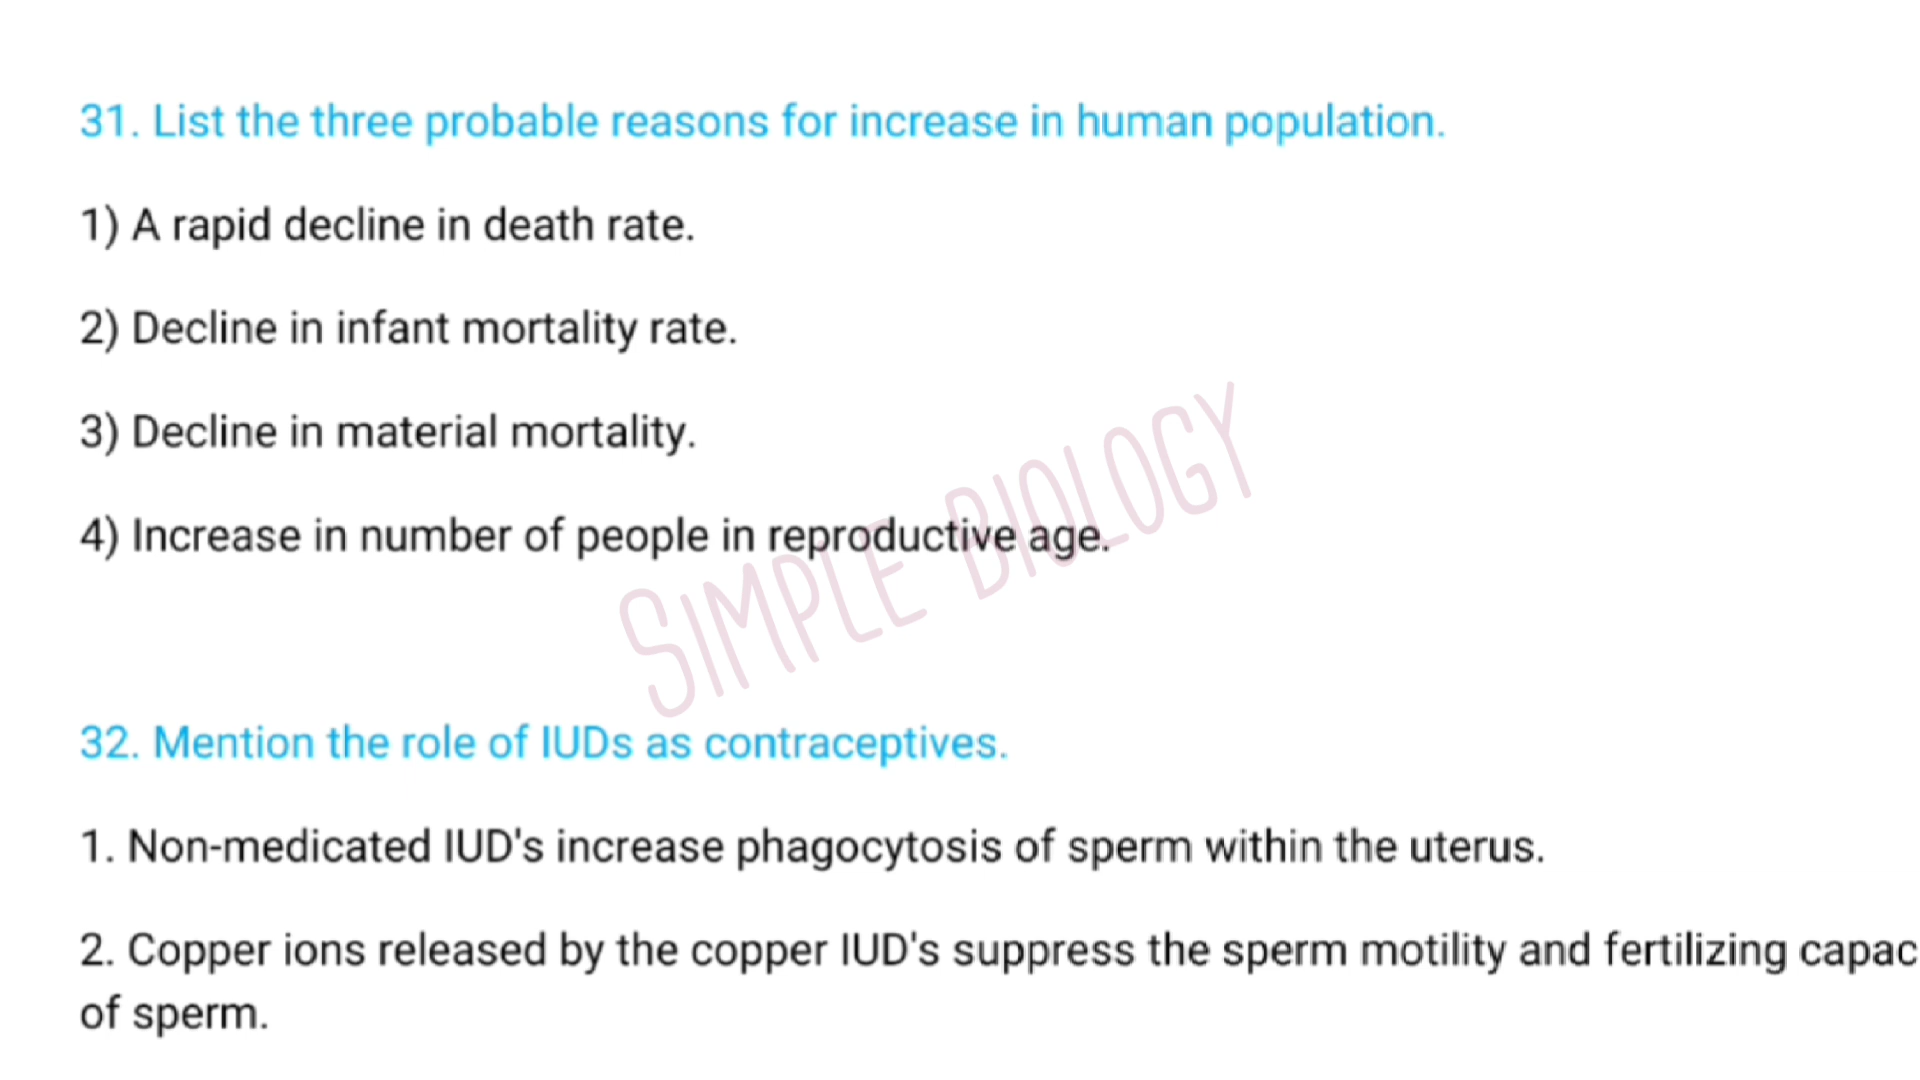 31. List the three probable reasons for increase in human population.
1) A rapid decline in death rate.
2) Decline in infant mortality rate.
3) Decline in material mortality.
4) Increase in number of people in reproductive age.
SIMPLE BIOLOGY
32. Mention the role of IUDs as contraceptives.
1. Non-medicated IUD's increase phagocytosis of sperm within the uterus.
2. Copper ions released by the copper IUD's suppress the sperm motility and fertilizing capac
of sperm.